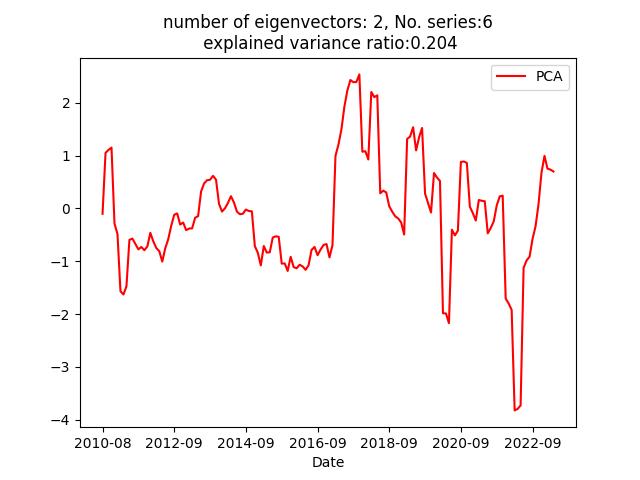 number of eigenvectors: 2, No. series:6
explained variance ratio:0.204
PCA
2
1
0
−1
−2
−3
−4
2010-08 2012-09 2014-09 2016-09 2018-09 2020-09 2022-09
Date